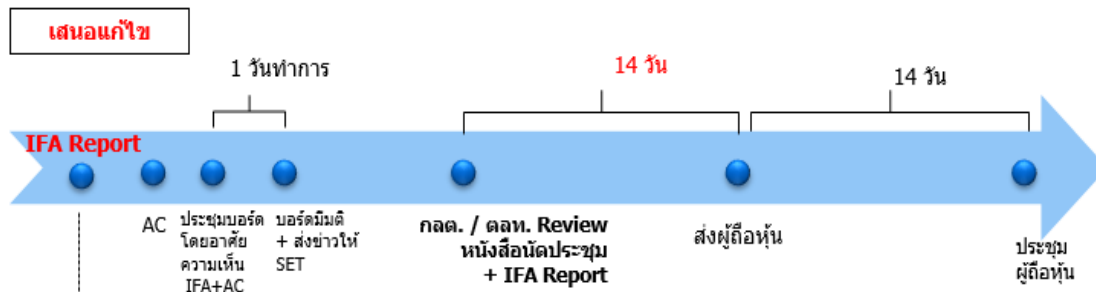 เสนอแก้ไข
1 วันทำการ
14 วัน
14 วัน
IFA Report
AC
ประชุมบอร์ด
โดยอาศัย
ความเห็น
IFA+AC
บอร์ดมีมติ
+ ส่งข่าวให้
SET
กลต. / ตลท. Review
หนังสือนัดประชุม
+ IFA Report
ส่งผู้ถือหุ้น
ประชุม
ผู้ถือหุ้น